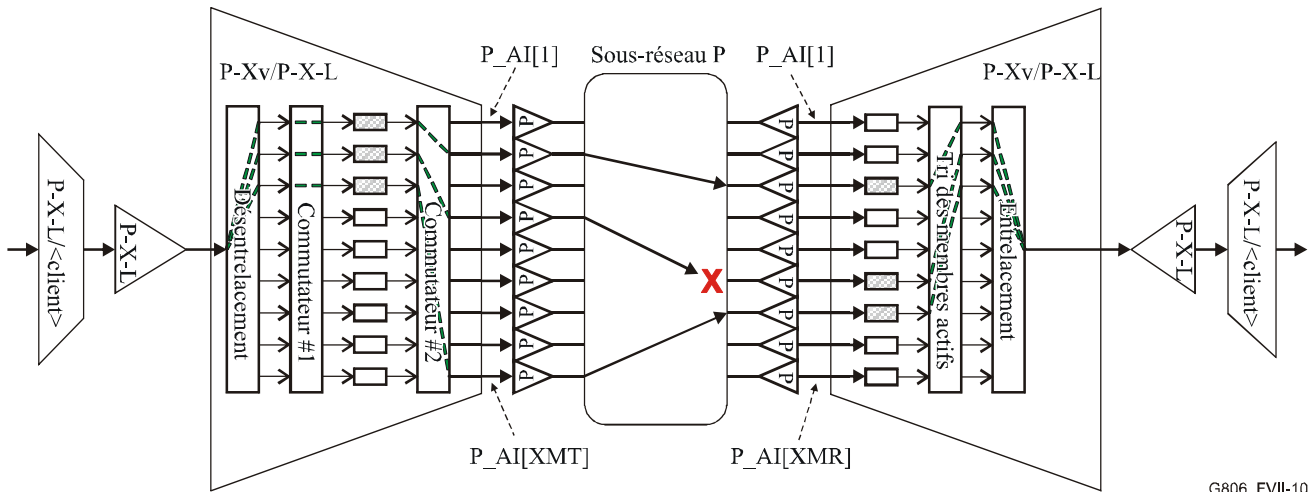 P_AI[1]
Sous-réseau P
P_AI[1]
P-Xv/P-X-L
P-Xv/P-X-L
P-X-L/<client>
P-X-L
Désentrelacement
Commutateur #1
Commutateur #2
P
P
P
P
P
P
P
P
P
X
P
P
P
P
P
P
P
P
P
Tri des membres actifs
Entrelacement
P-X-L
P-X-L/<client>
P_AI[XMT]
P_AI[XMR]
G806_FVII-10